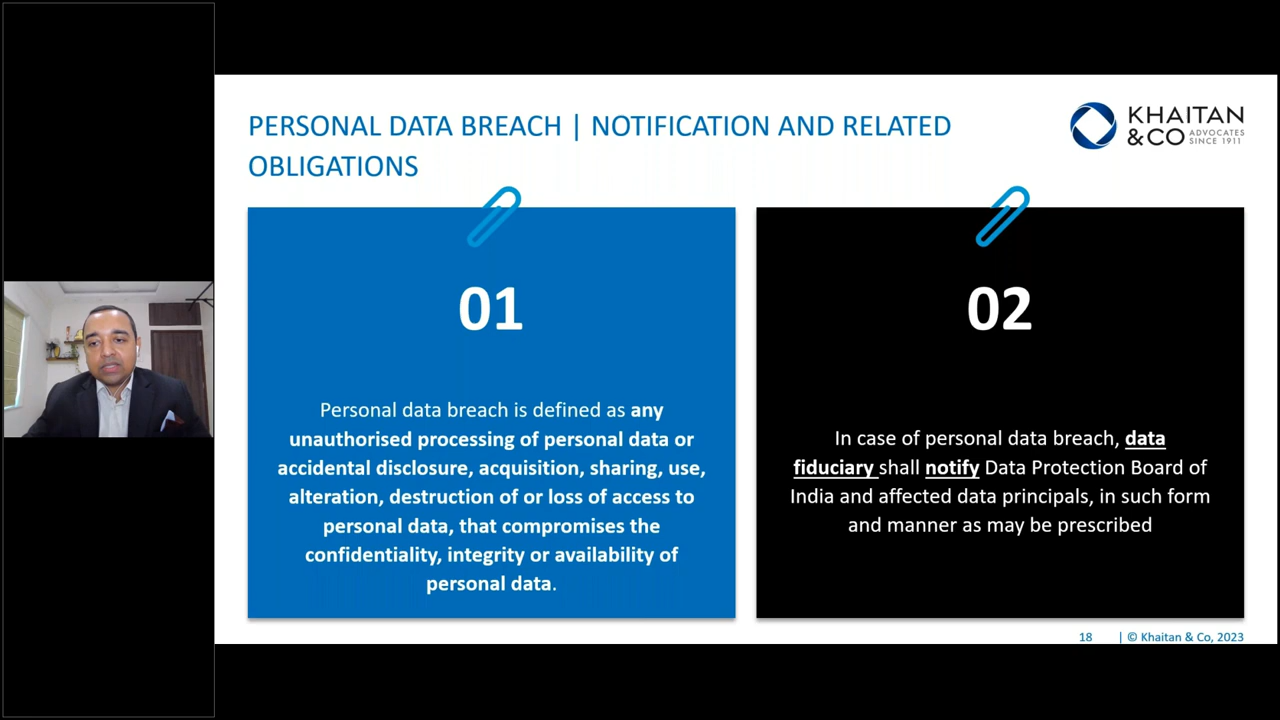 PERSONAL DATA BREACH | NOTIFICATION AND RELATED
OBLIGATIONS
KHAITAN
&CO ADVOCATES
SINCE 1911
01
Personal data breach is defined as any
unauthorised processing of personal data or
accidental disclosure, acquisition, sharing, use,
alteration, destruction of or loss of access to
personal data, that compromises the
confidentiality, integrity or availability of
personal data.
02
In case of personal data breach, data
fiduciary shall notify Data Protection Board of
India and affected data principals, in such form
and manner as may be prescribed
18 | © Khaitan & Co, 2023